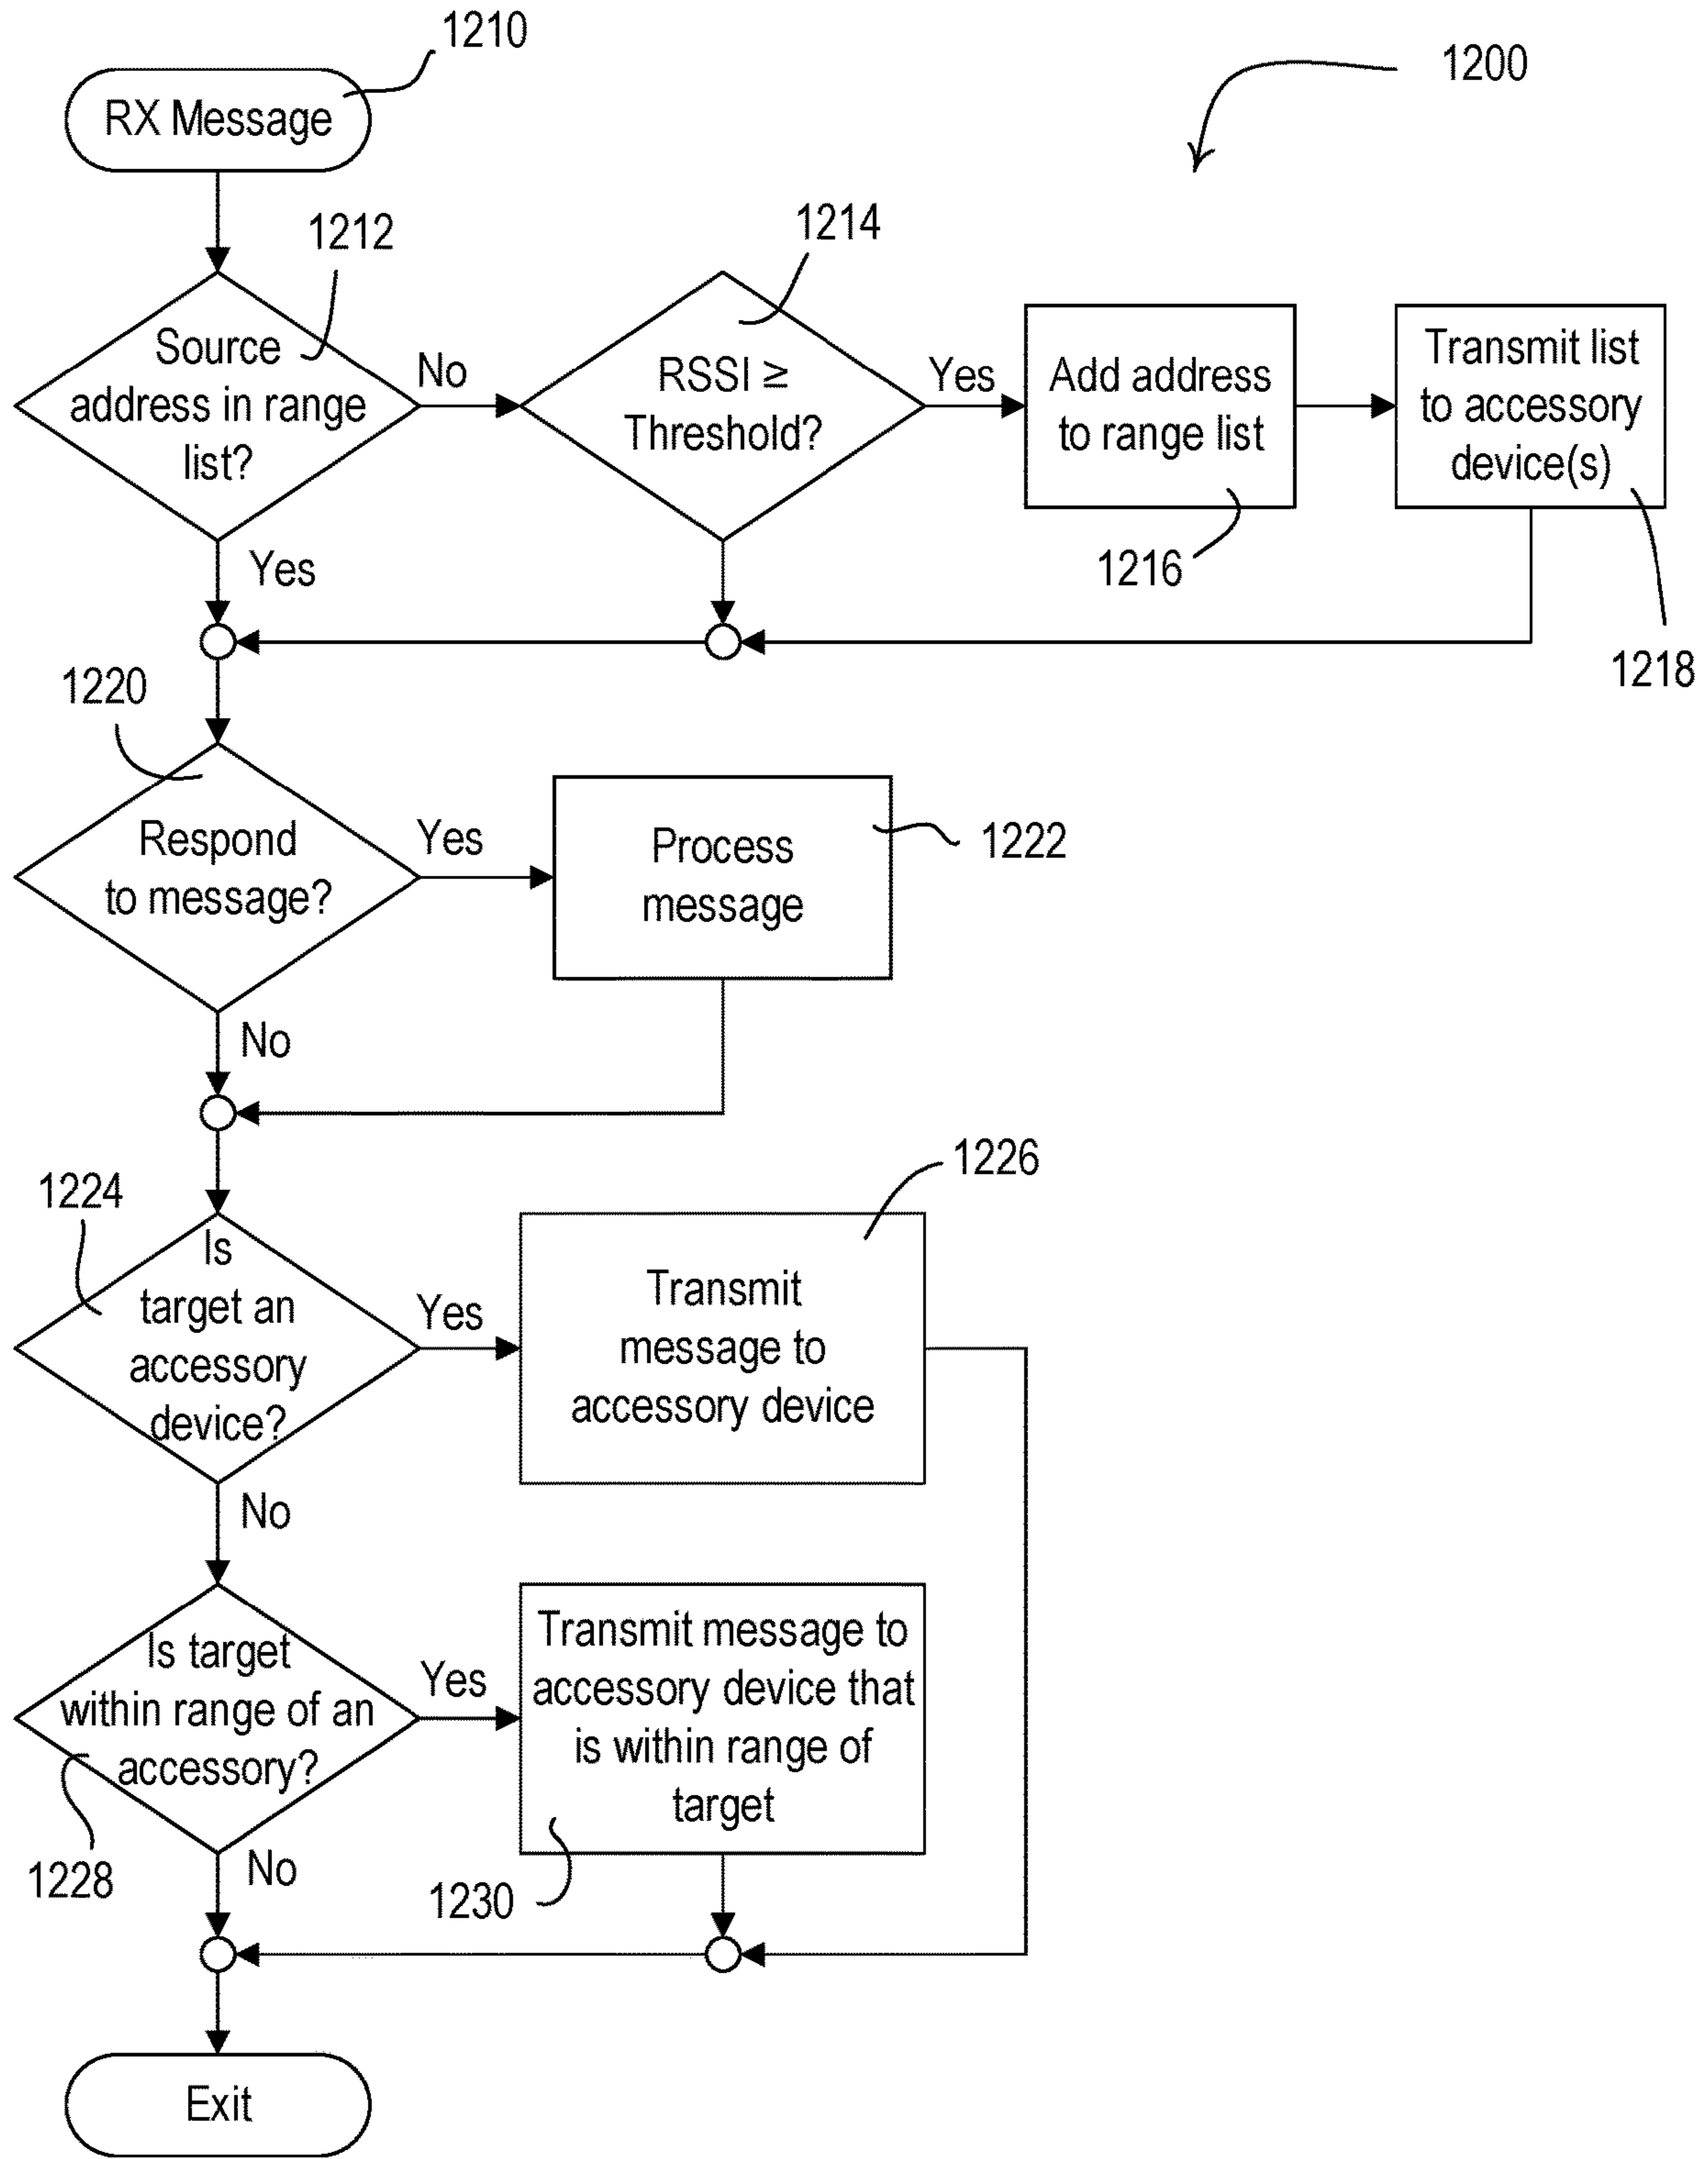 1210
1200
RX Message
1212
1214
Source
address in range
list?
No
RSSI ≥
Threshold?
Yes
Add address
to range list
Transmit list
to accessory
device(s)
1216
1218
Yes
1220
Respond
to message?
Yes
Process
message
1222
No
1224
1226
Is
target an
accessory
device?
Yes
Transmit
message to
accessory device
No
Is target
within range of an
accessory?
Yes
Transmit message to
accessory device that
is within range of
target
1228
No
1230
Exit